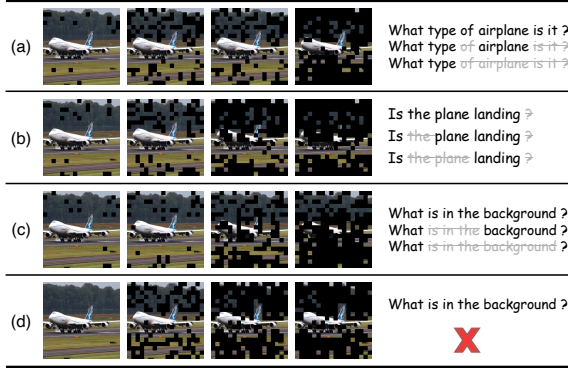 (a)
What type of airplane is it ?
What type of airplane is it ?
What type of airplane is it ?
(b)
Is the plane landing ?
Is the plane landing ?
Is the plane landing ?
(c)
What is in the background ?
What is in the background ?
What is in the background ?
(d)
What is in the background ?
X